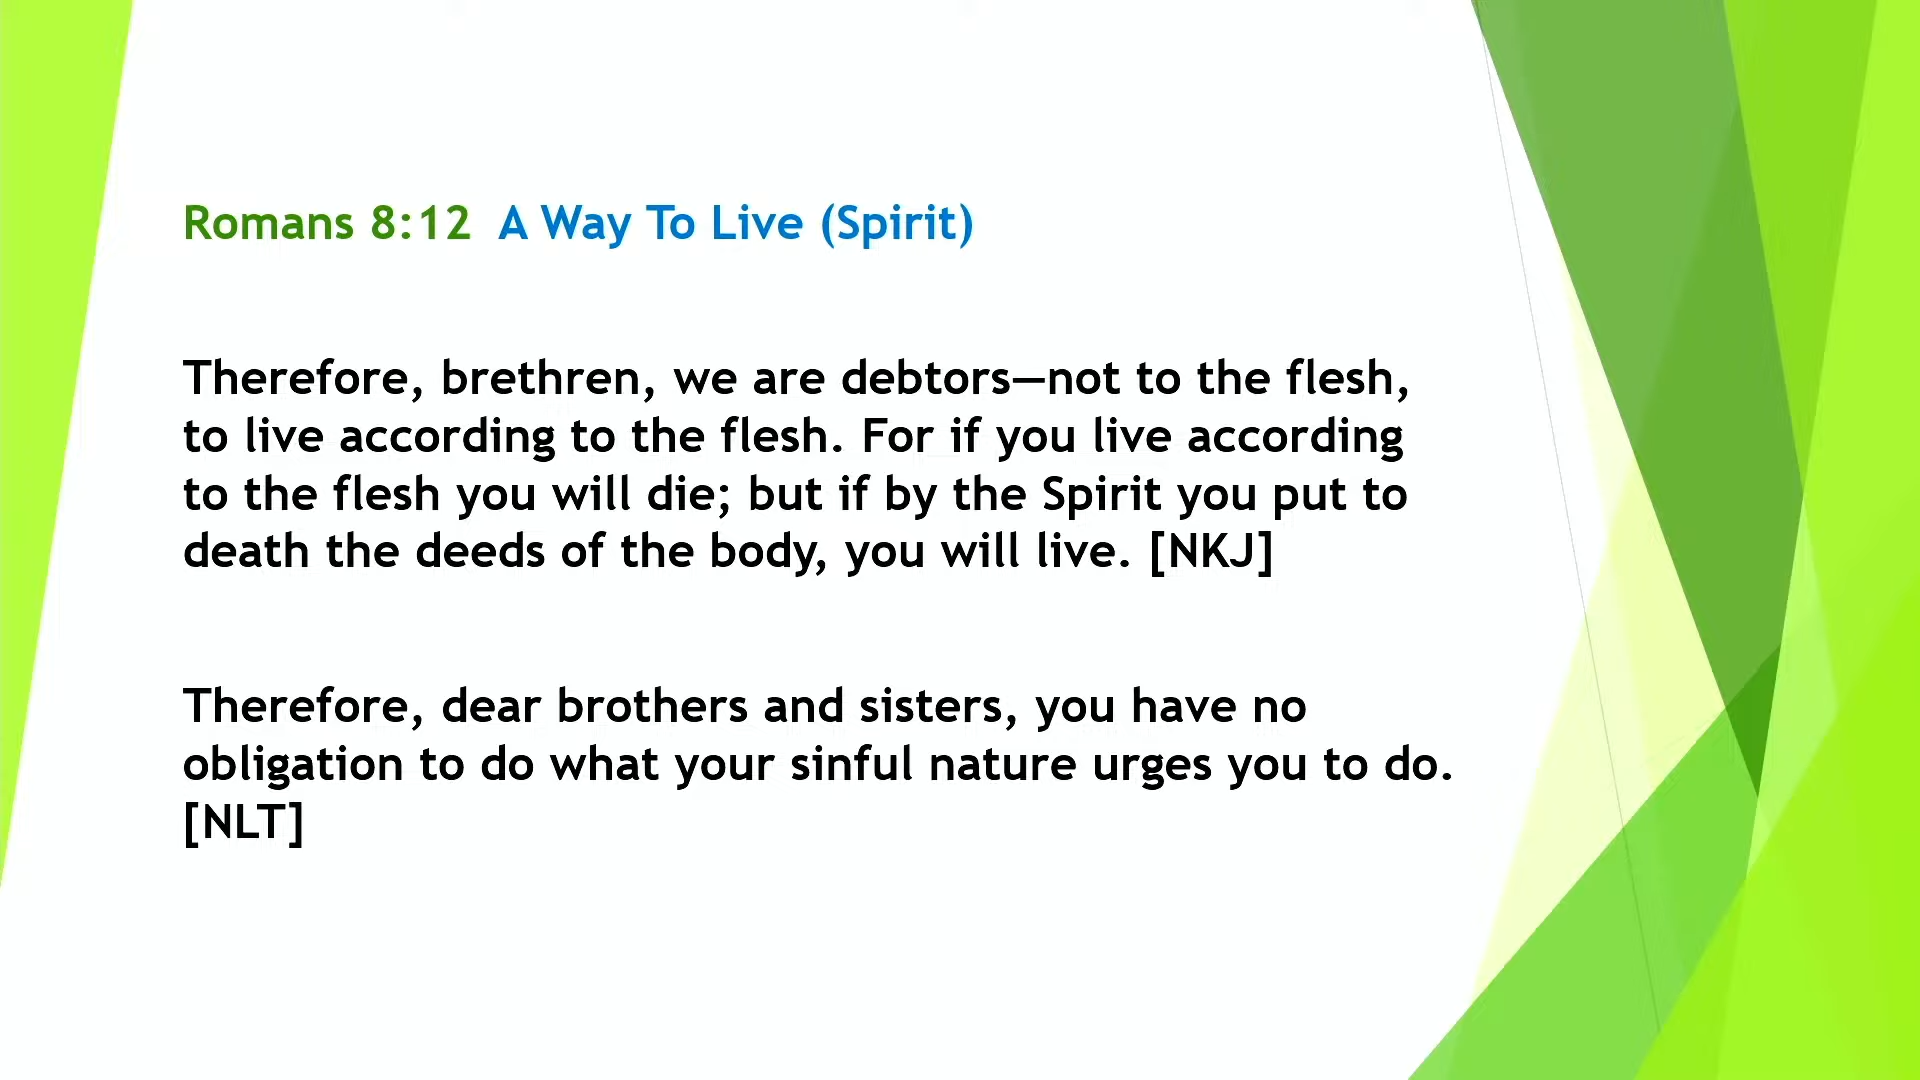 Romans 8:12 A Way To Live (Spirit)
Therefore, brethren, we are debtors—not to the flesh,
to live according to the flesh. For if you live according
to the flesh you will die; but if by the Spirit you put to
death the deeds of the body, you will live. [NKJ]
Therefore, dear brothers and sisters, you have no
obligation to do what your sinful nature urges you to do.
[NLT]